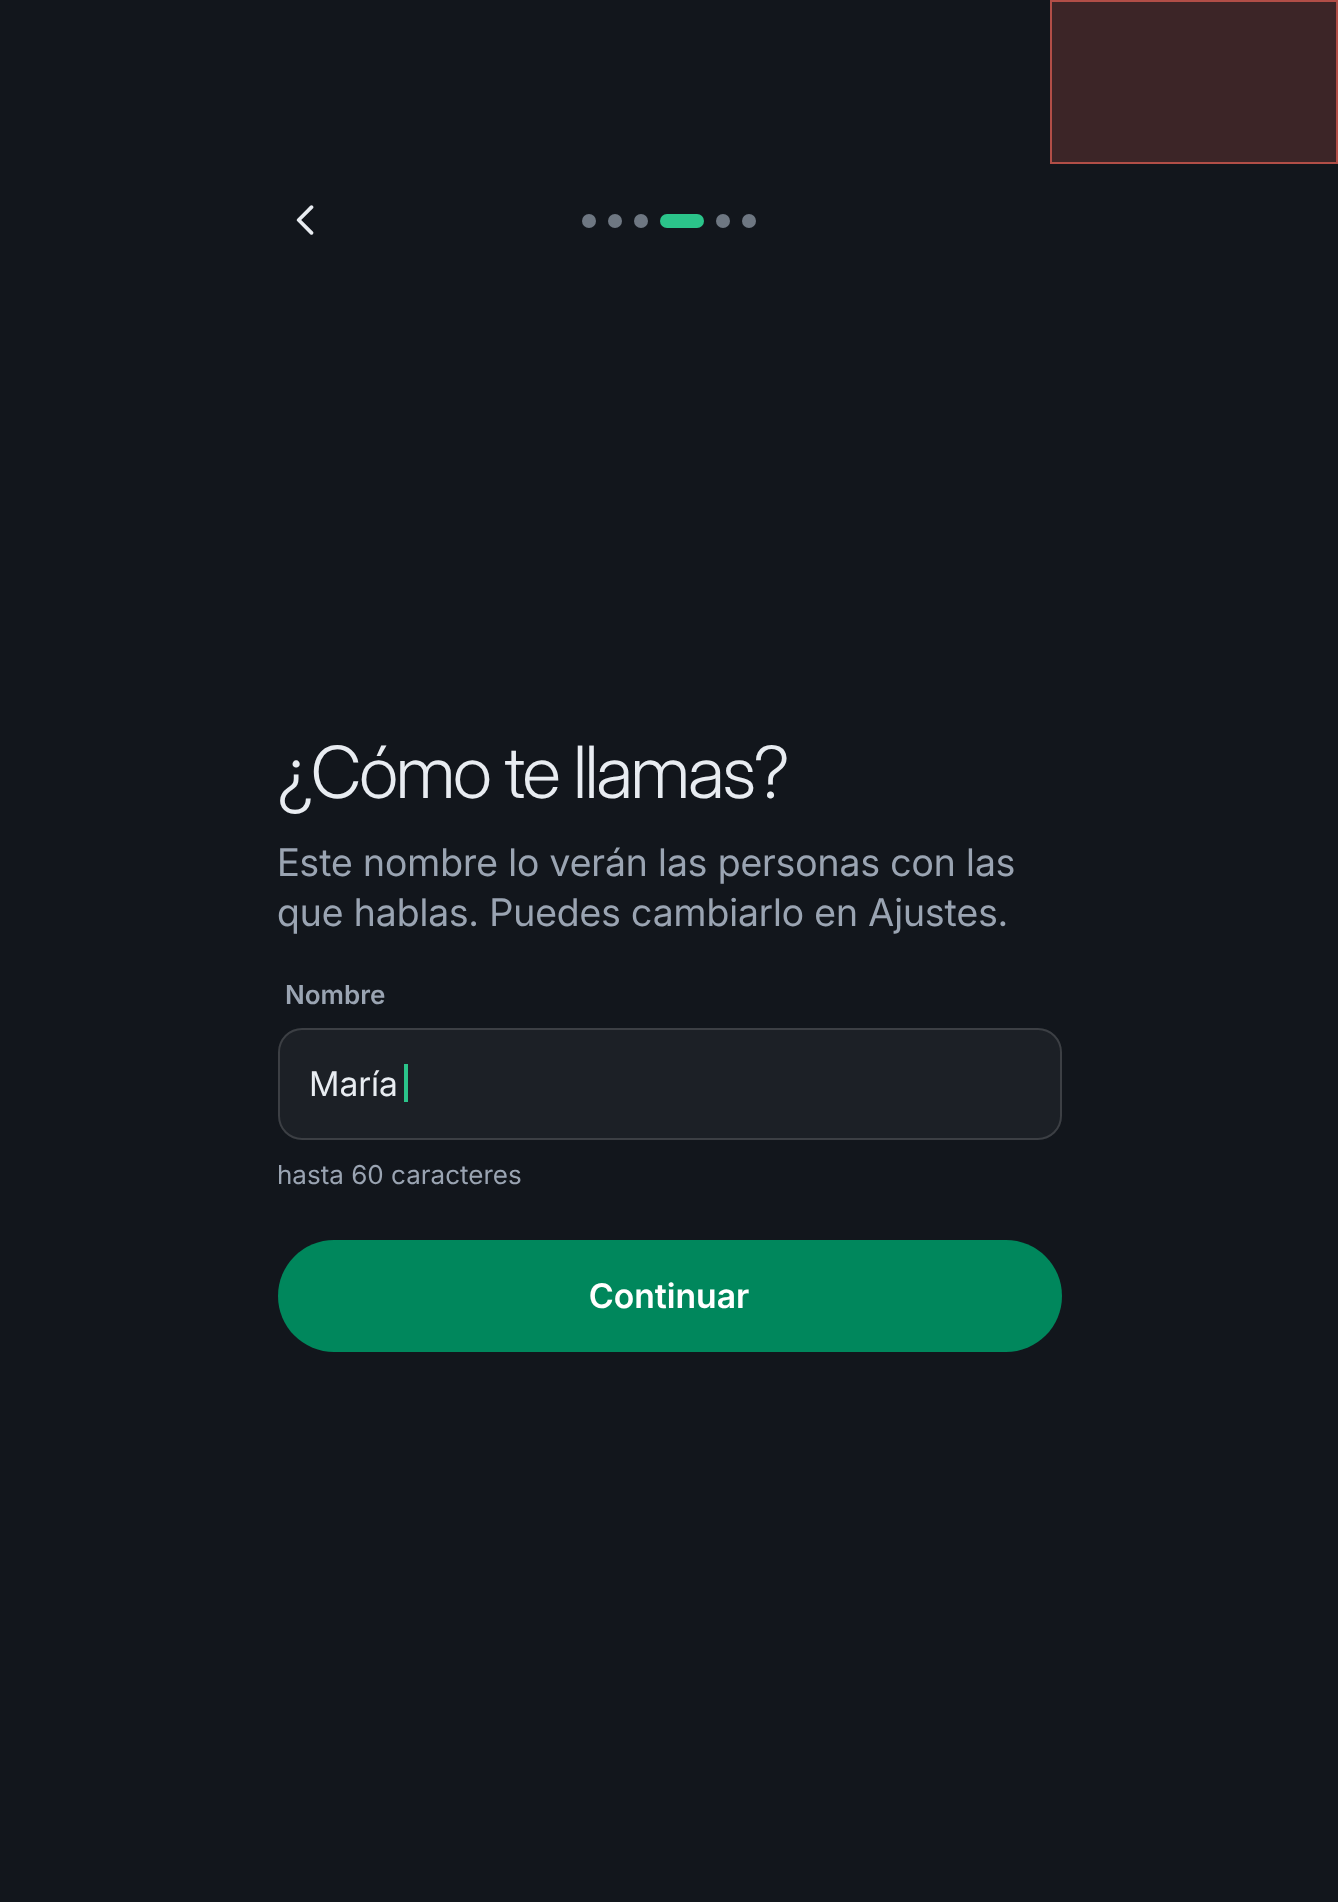 ¿Cómo te llamas?
Este nombre lo verán las personas con las
que hablas. Puedes cambiarlo en Ajustes.
Nombre
María
hasta 60 caracteres
Continuar